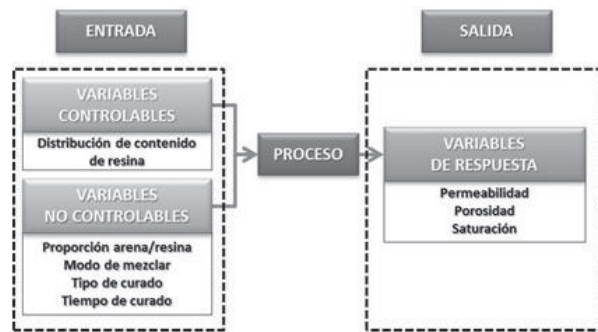 ENTRADA
VARIABLES
CONTROLABLES
Distribución de contenido
de resina
VARIABLES
NO CONTROLABLES
Proporción arena/resina
Modo de mezclar
Tipo de curado
Tiempo de curado
PROCESO
SALIDA
VARIABLES
DE RESPUESTA
Permeabilidad
Porosidad
Saturación